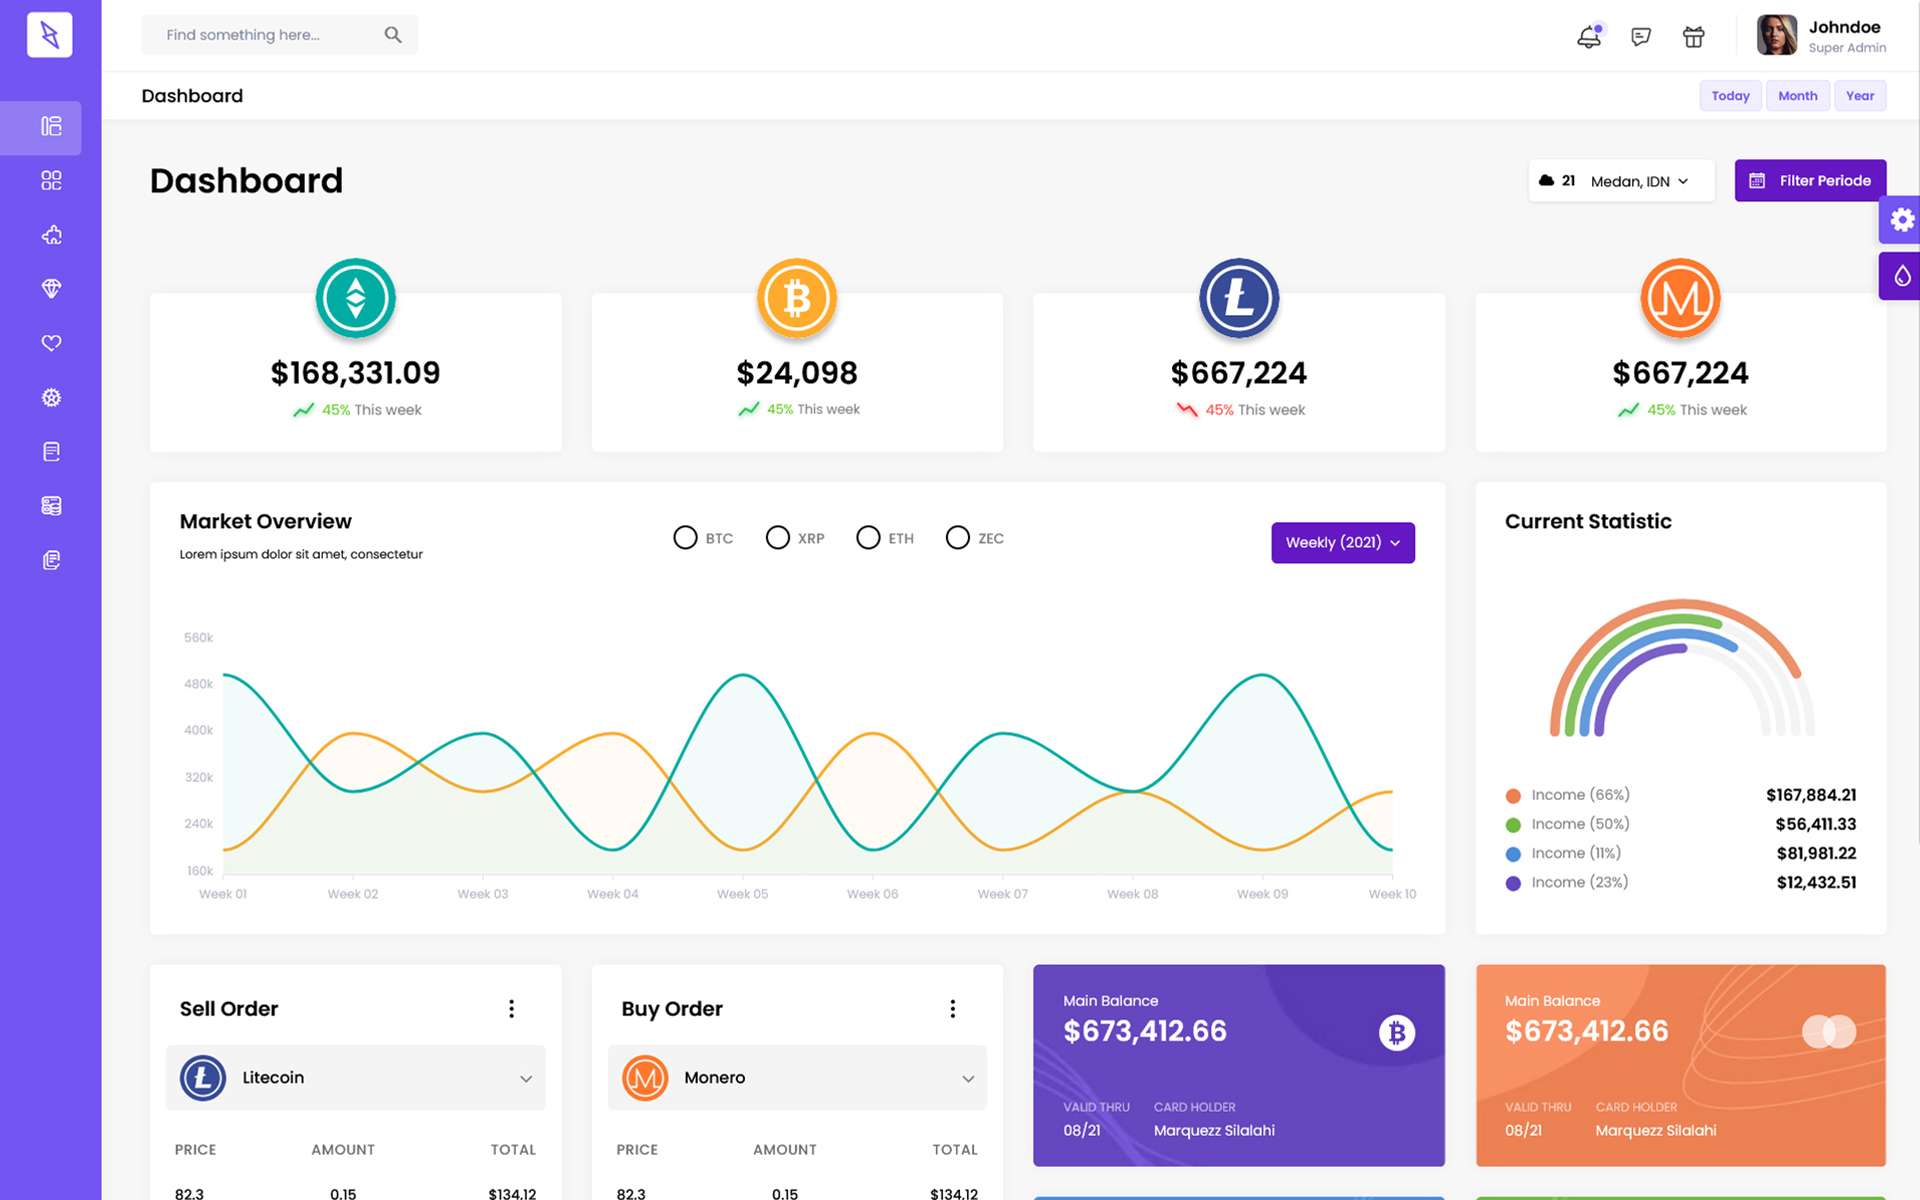 Find something here...
Johndoe
Super Admin
Dashboard
Today Month Year
Dashboard
21 Medan, IDN
Filter Periode
$168,331.09
45% This week
$24,098
45% This week
$667,224
45% This week
$667,224
45% This week
Market Overview
Lorem ipsum dolor sit amet, consectetur
BTC XRP ETH ZEC
Weekly (2021)
560k
480k
400k
320k
240k
160k
Week 01 Week 02 Week 03 Week 04 Week 05 Week 06 Week 07 Week 08 Week 09 Week 10
Current Statistic
Income (66%) $167,884.21
Income (50%) $56,411.33
Income (11%) $81,981.22
Income (23%) $12,432.51
Sell Order
Litecoin
PRICE AMOUNT TOTAL
82.3 0.15 $134,12
Buy Order
Monero
PRICE AMOUNT TOTAL
82.3 0.15 $134,12
Main Balance
$673,412.66
VALID THRU CARD HOLDER
08/21 Marquezz Silalahi
Main Balance
$673,412.66
VALID THRU CARD HOLDER
08/21 Marquezz Silalahi